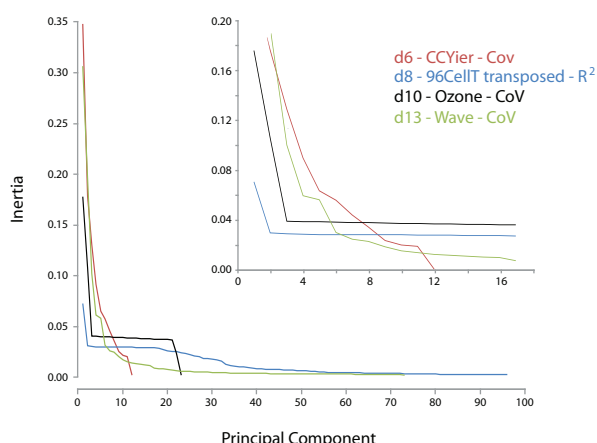 0.35
0.30
0.25
0.20
0.15
0.10
0.05
0.00
Inertia
0 10 20 30 40 50 60 70 80 90 100
Principal Component
0.20
0.16
0.12
0.08
0.04
0.00
0 4 8 12 16
d6 - CCYier - Cov
d8 - 96CellT transposed - R²
d10 - Ozone - CoV
d13 - Wave - CoV